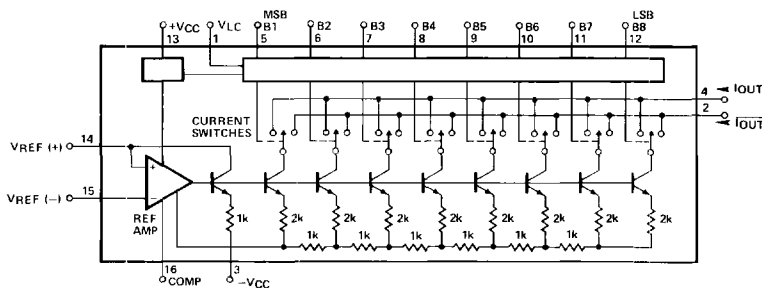 +VCC
13
VLC
1
MSB
B1
5
B2
6
B3
7
B4
8
B5
9
B6
10
B7
11
LSB
B8
12
4
IOUT
2
IOUT
CURRENT
SWITCHES
VREF (+)
14
VREF (−)
15
+
−
REF
AMP
1k
2k
2k
2k
2k
2k
2k
2k
2k
1k
1k
1k
1k
1k
1k
16
COMP
3
−VCC